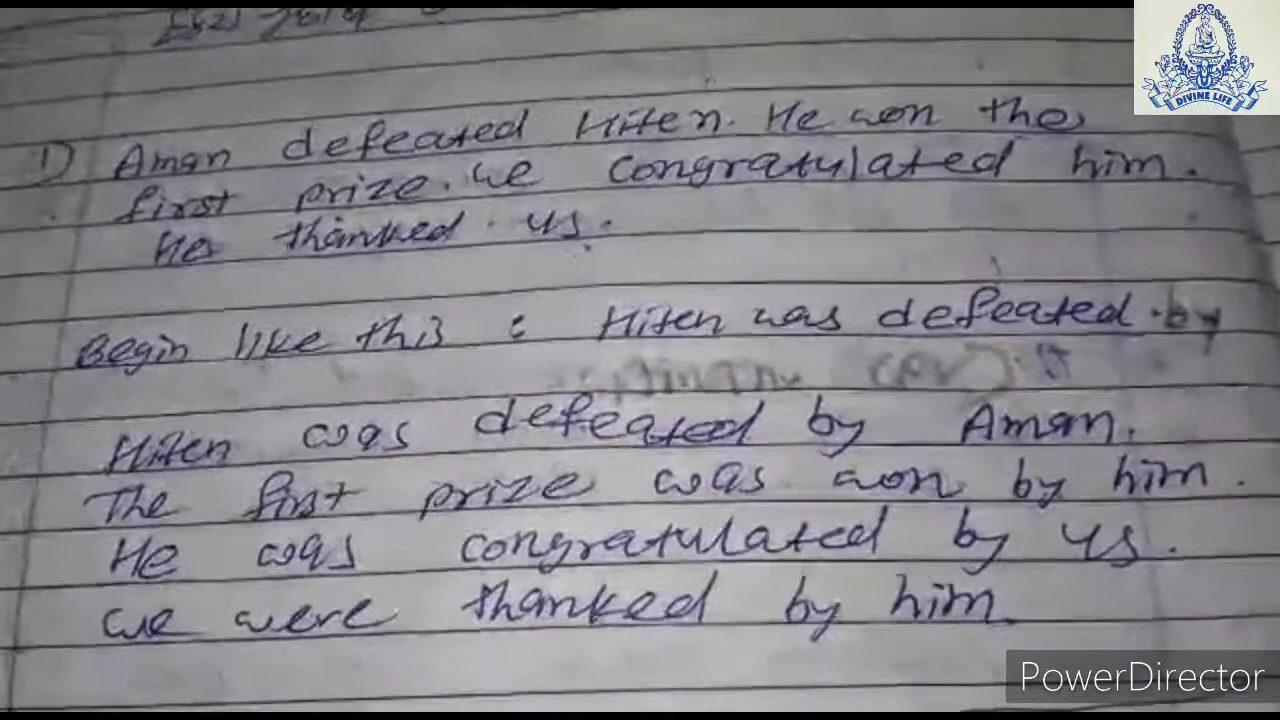 DIVINE LIFE
1) Aman defeated Hiten. He won the
first prize. we congratulated him.
He thanked us.
Begin like this : Hiten was defeated by
Hiten was defeated by Aman.
The first prize was won by him.
He was congratulated by us.
we were thanked by him.
PowerDirector